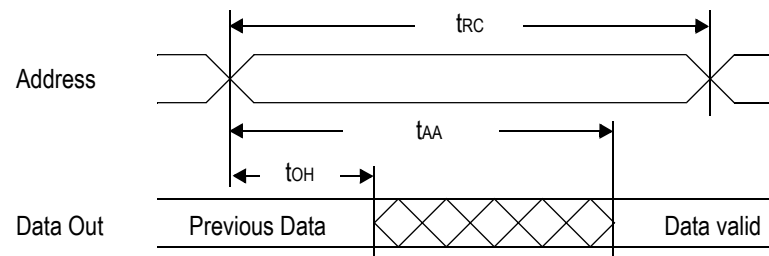 tRC
Address
tAA
tOH
Data Out Previous Data Data valid